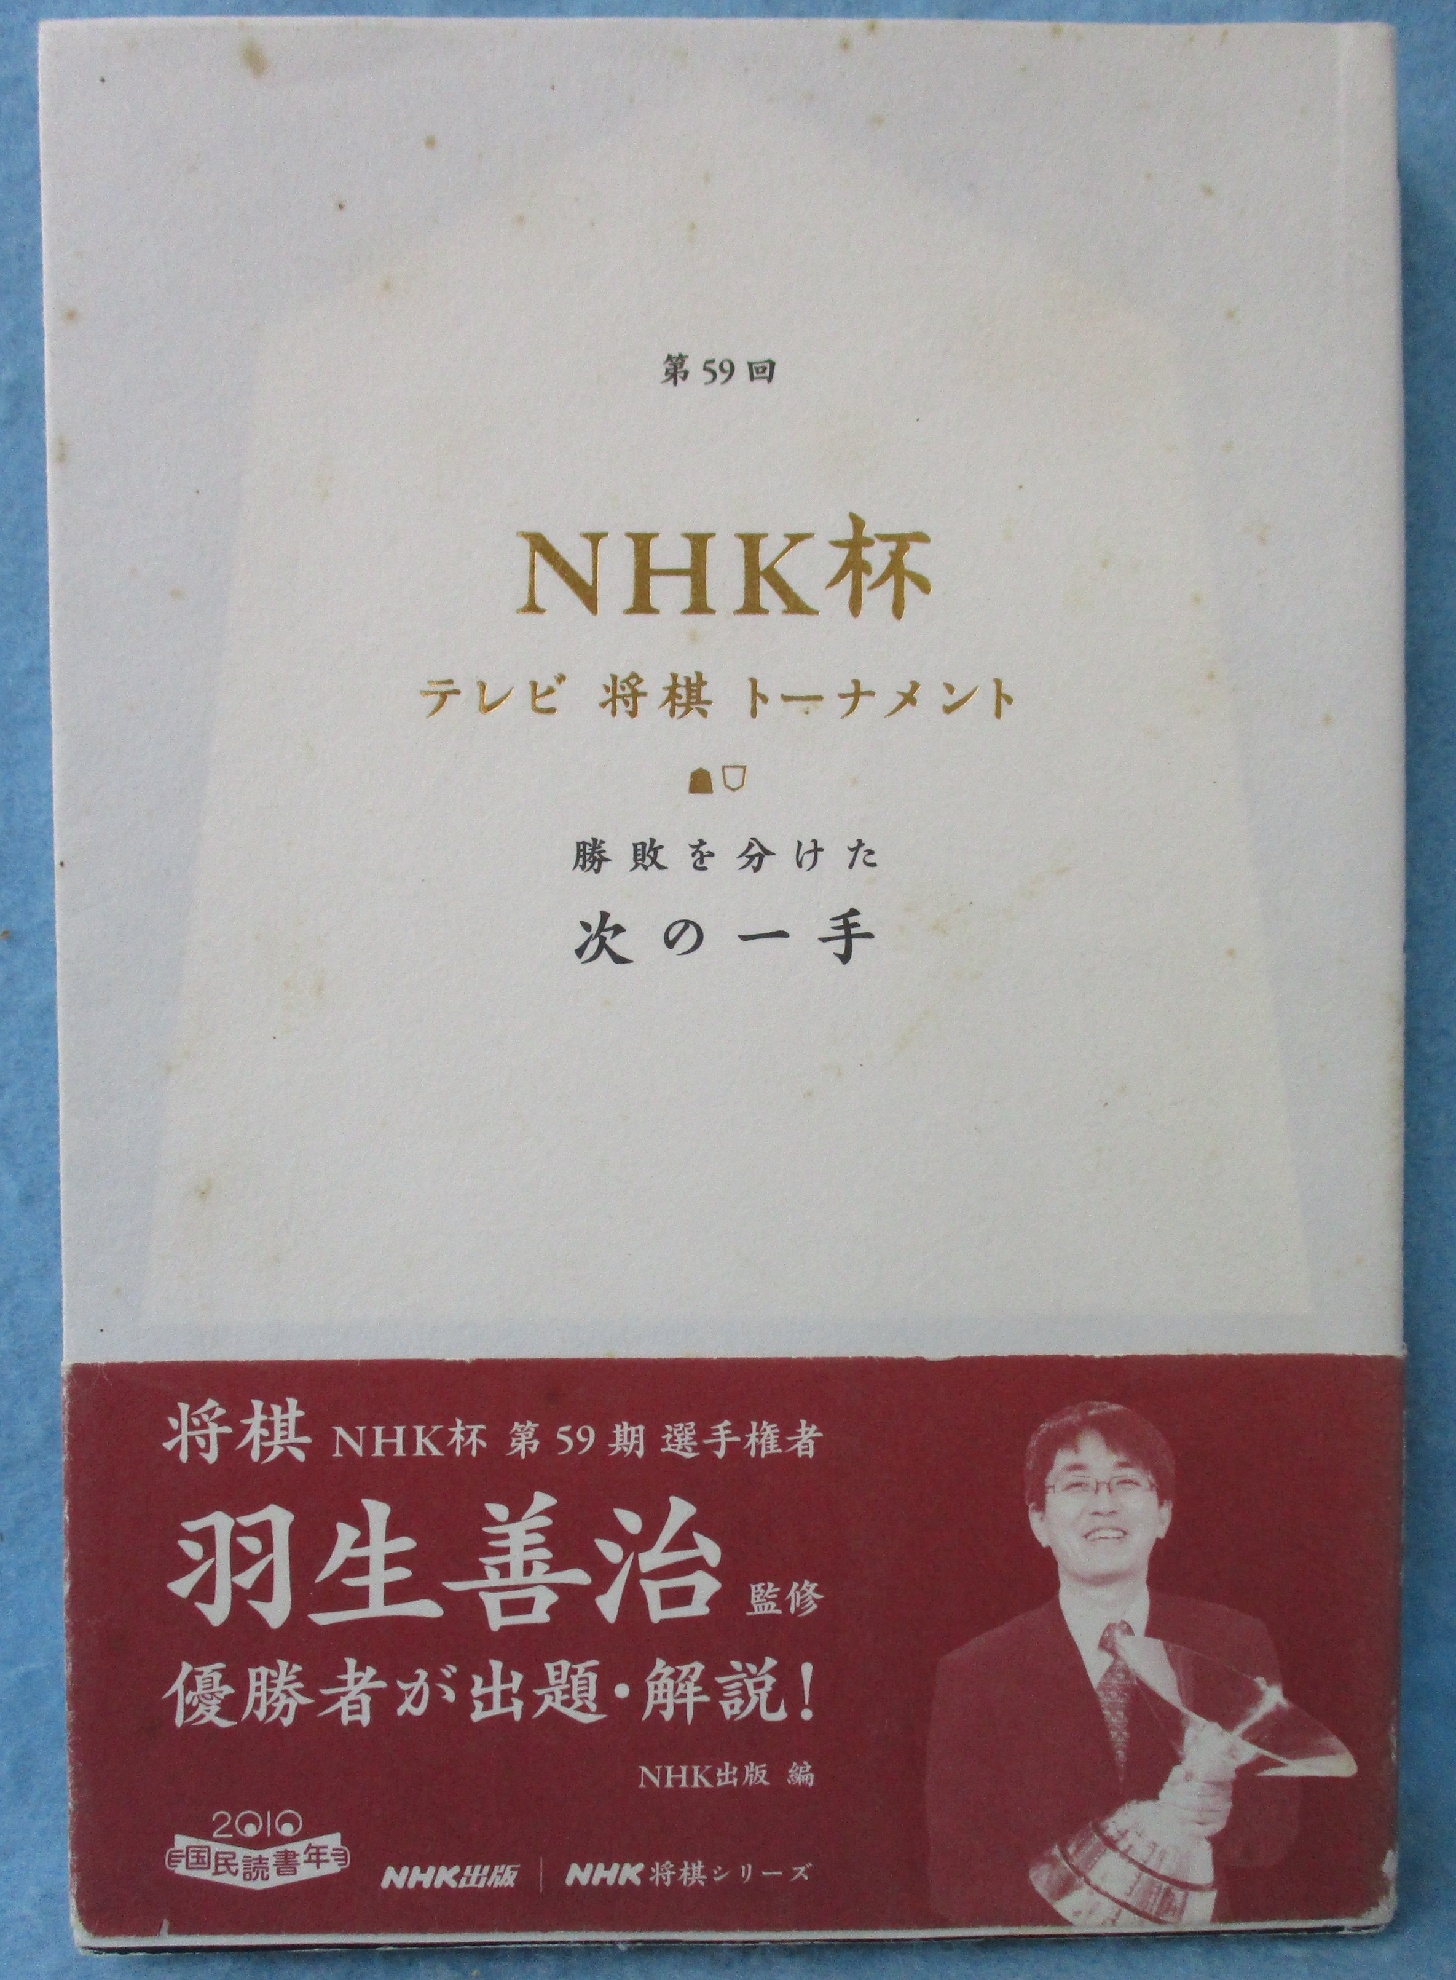 第59回
NHK杯
テレビ 将棋 トーナメント
勝敗を分けた
次の一手
将棋 NHK杯 第59期 選手権者
羽生善治 監修
優勝者が出題・解説!
NHK出版 編
2010
国民読書年
NHK出版 | NHK 将棋シリーズ